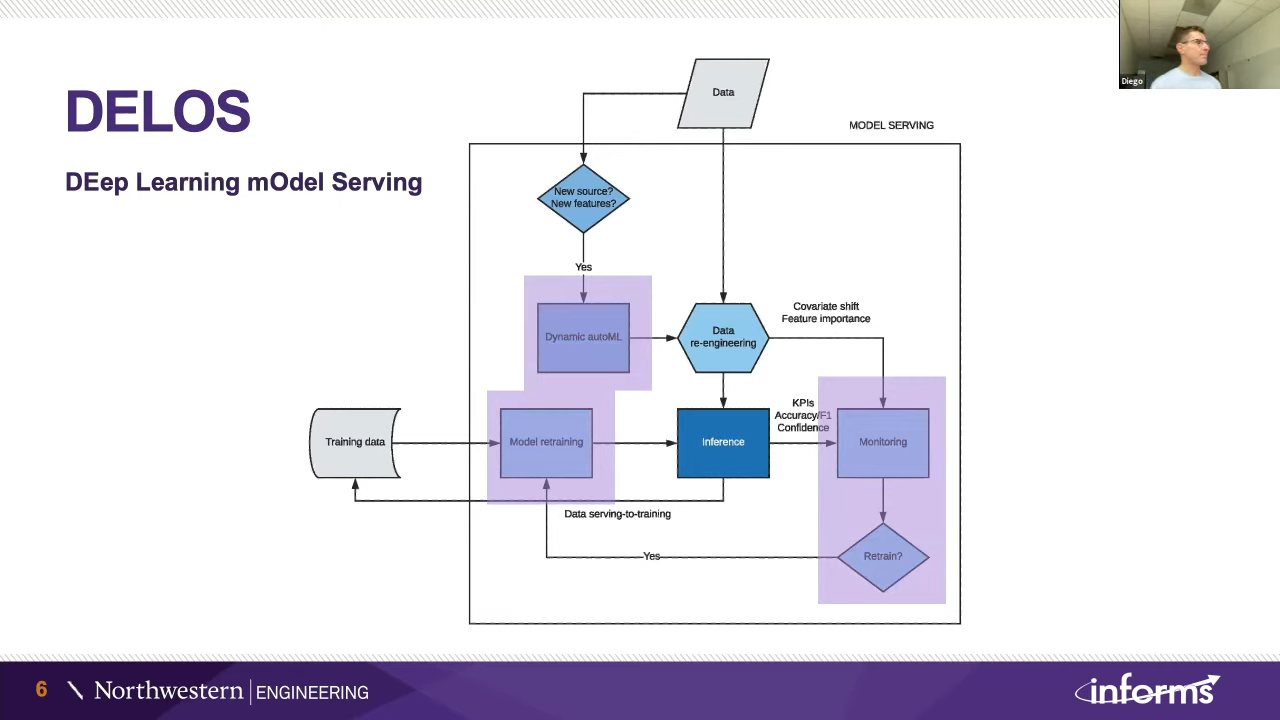 Diego
DELOS
DEep Learning mOdel Serving
Data
MODEL SERVING
New source?
New features?
Yes
Dynamic autoML
Data
re-engineering
Covariate shift
Feature importance
Training data
Model retraining
Inference
KPIs
Accuracy/F1
Confidence
Monitoring
Data serving-to-training
Yes
Retrain?
6
Northwestern | ENGINEERING
informs